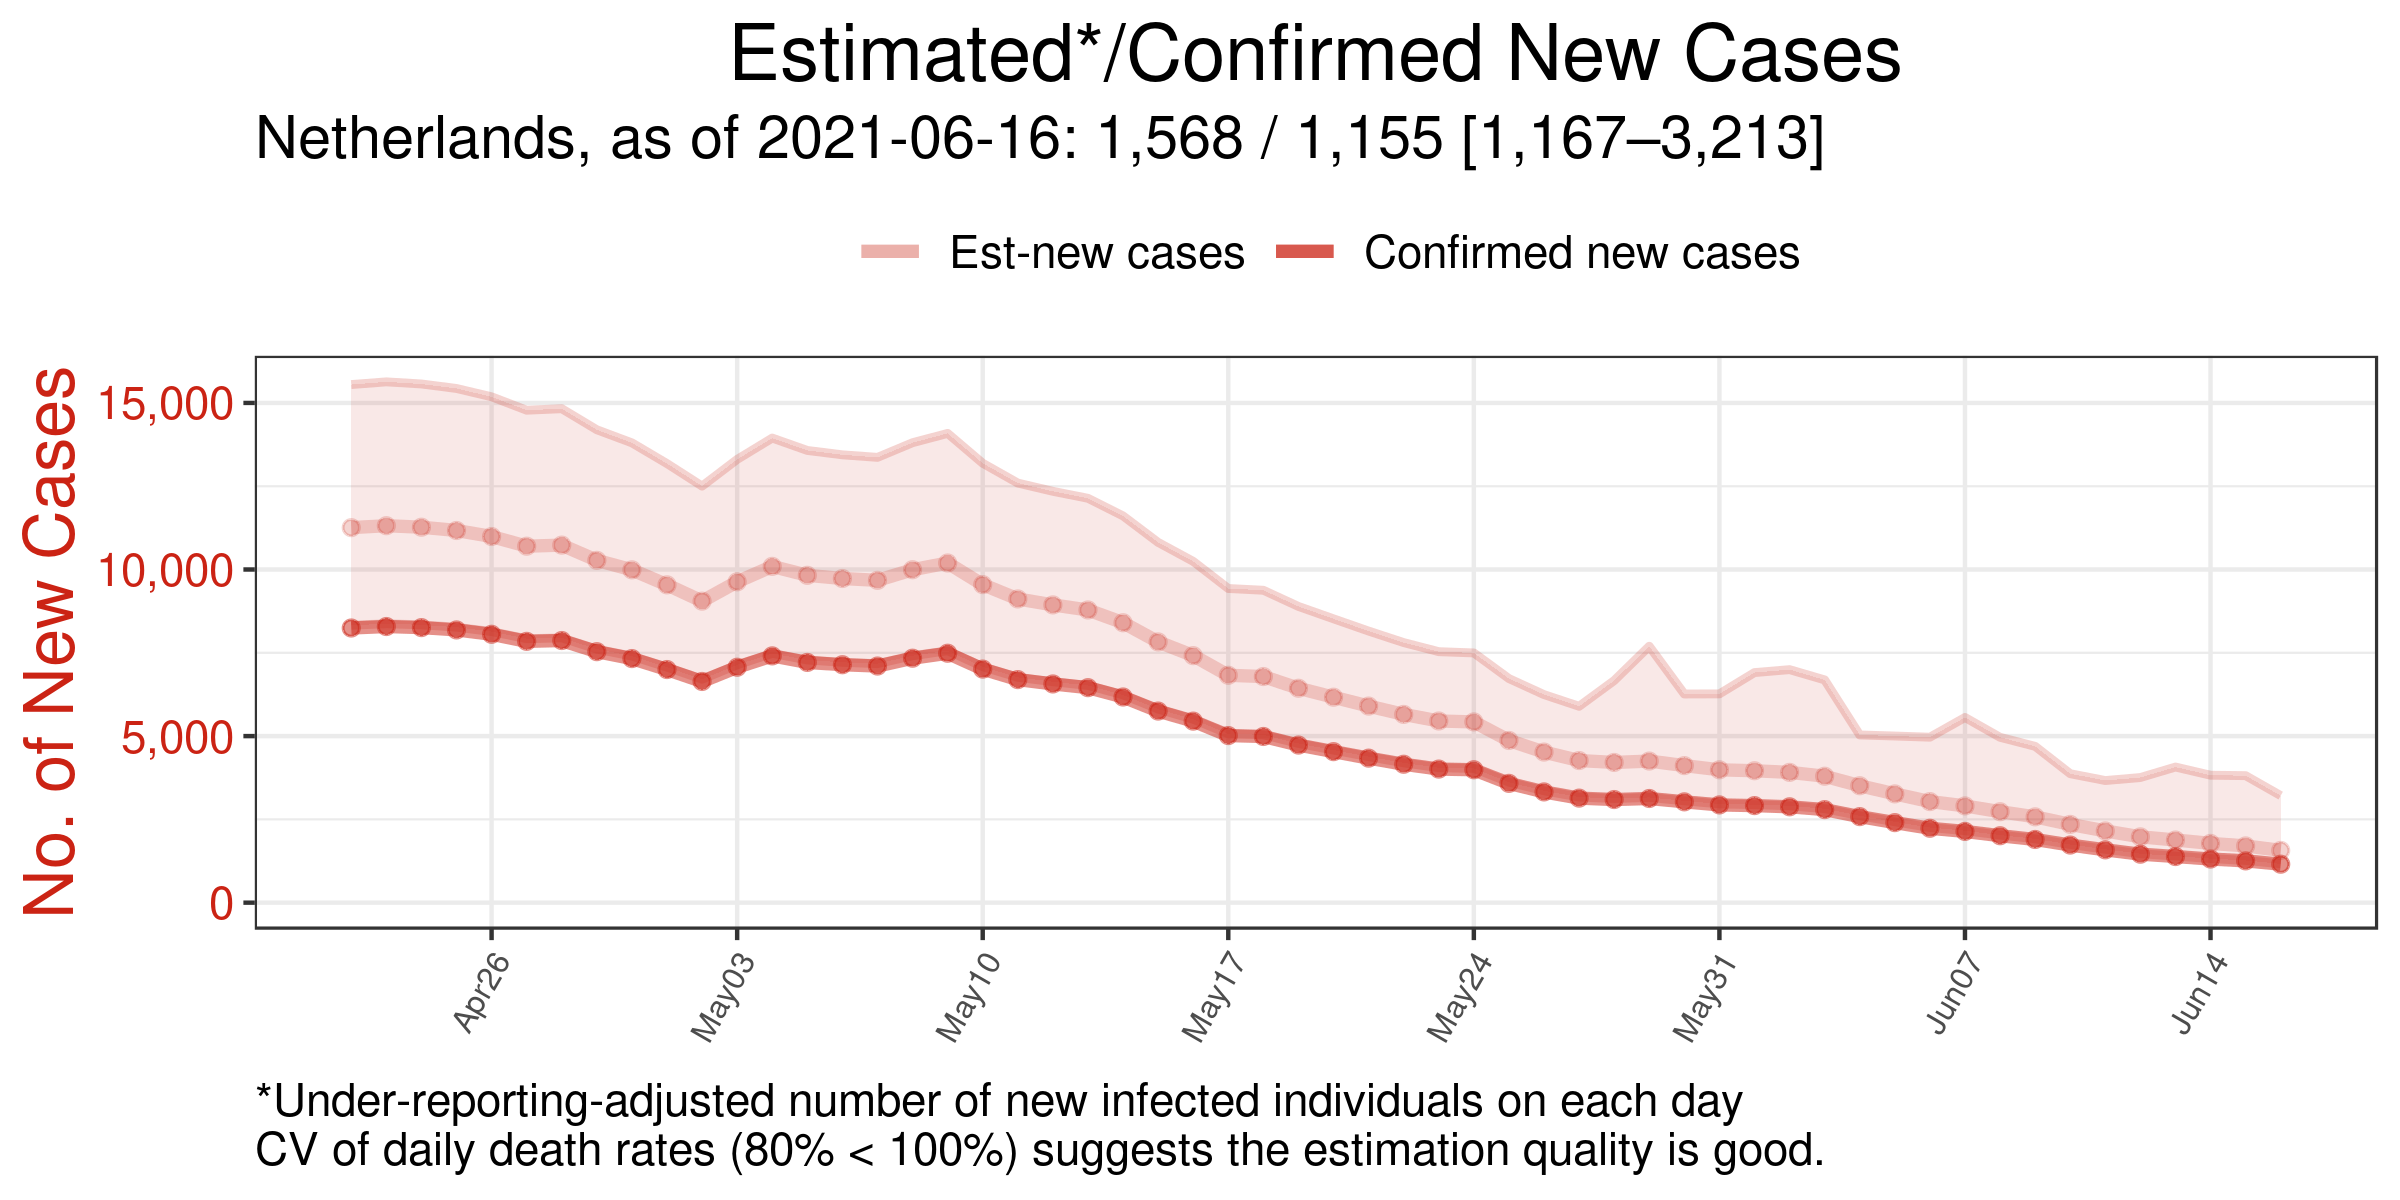 Estimated*/Confirmed New Cases
Netherlands, as of 2021-06-16: 1,568 / 1,155 [1,167–3,213]
Est-new cases
Confirmed new cases
No. of New Cases
15,000
10,000
5,000
0
Apr26
May03
May10
May17
May24
May31
Jun07
Jun14
*Under-reporting-adjusted number of new infected individuals on each day
CV of daily death rates (80% < 100%) suggests the estimation quality is good.